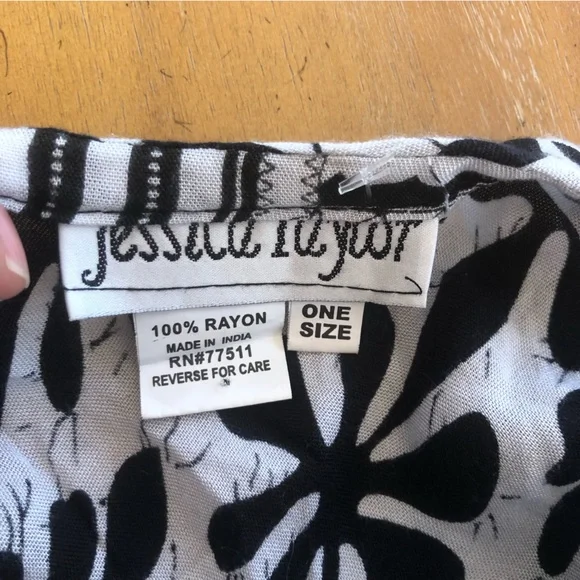 Jessica Taylor
100% RAYON
MADE IN INDIA
RN#77511
REVERSE FOR CARE
ONE
SIZE